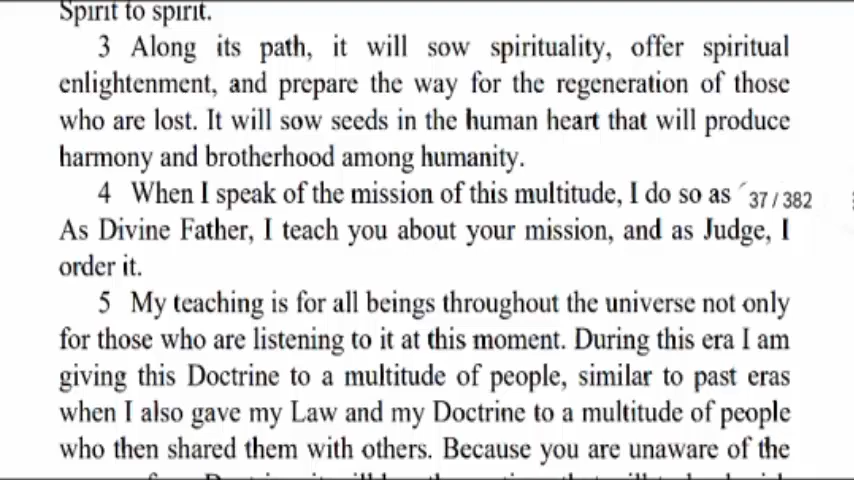 Spirit to spirit.
3 Along its path, it will sow spirituality, offer spiritual
enlightenment, and prepare the way for the regeneration of those
who are lost. It will sow seeds in the human heart that will produce
harmony and brotherhood among humanity.
4 When I speak of the mission of this multitude, I do so as
37 / 382
As Divine Father, I teach you about your mission, and as Judge, I
order it.
5 My teaching is for all beings throughout the universe not only
for those who are listening to it at this moment. During this era I am
giving this Doctrine to a multitude of people, similar to past eras
when I also gave my Law and my Doctrine to a multitude of people
who then shared them with others. Because you are unaware of the